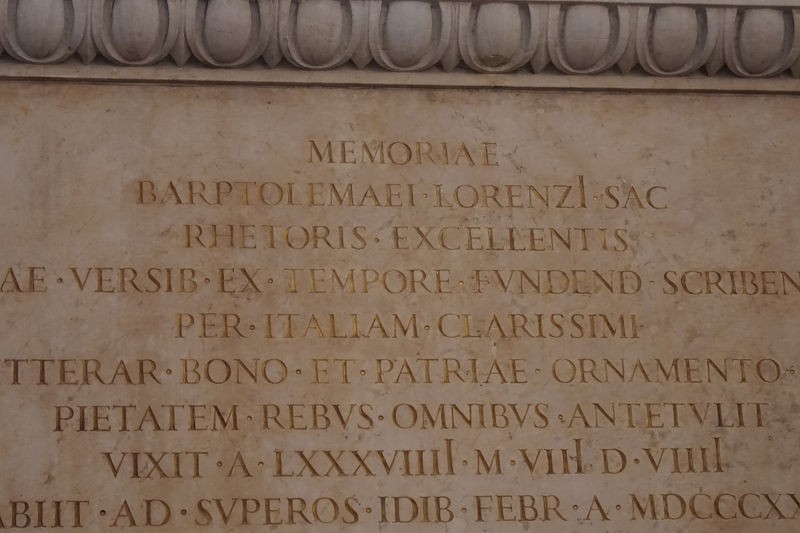 MEMORIAE
BARPTOLEMAEI·LORENZI·SAC
RHETORIS·EXCELLENTIS
AE·VERSIB·EX·TEMPORE·FVNDEND·SCRIBEN
PER·ITALIAM·CLARISSIMI
TTERAR·BONO·ET·PATRIAE·ORNAMENTO·
PIETATEM·REBVS·OMNIBVS·ANTETVLIT
VIXIT·A·LXXXVIIII·M·VIII·D·VIIII
ABIIT·AD·SVPEROS·IDIB·FEBR·A·MDCCCXX